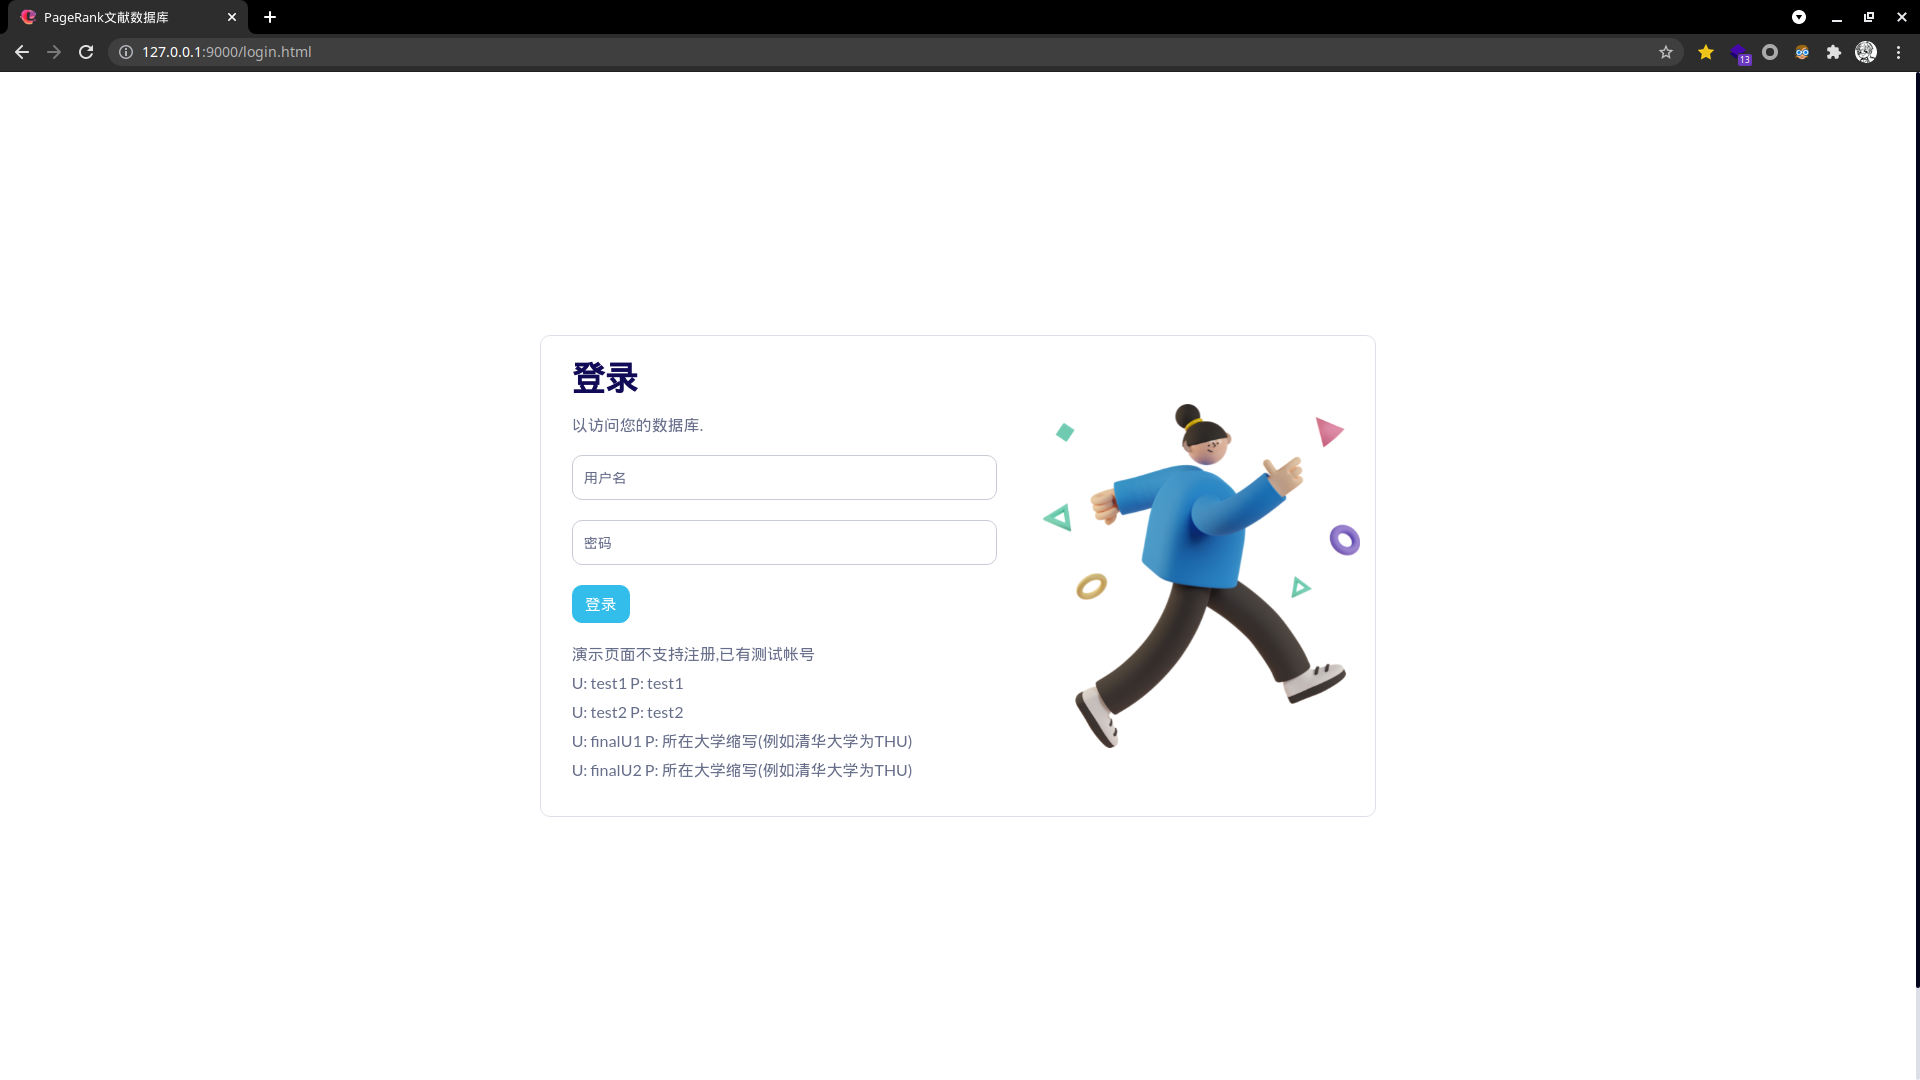 PageRank文献数据库
127.0.0.1:9000/login.html
13
登录
以访问您的数据库.
用户名
密码
登录
演示页面不支持注册,已有测试帐号
U: test1 P: test1
U: test2 P: test2
U: finalU1 P: 所在大学缩写(例如清华大学为THU)
U: finalU2 P: 所在大学缩写(例如清华大学为THU)